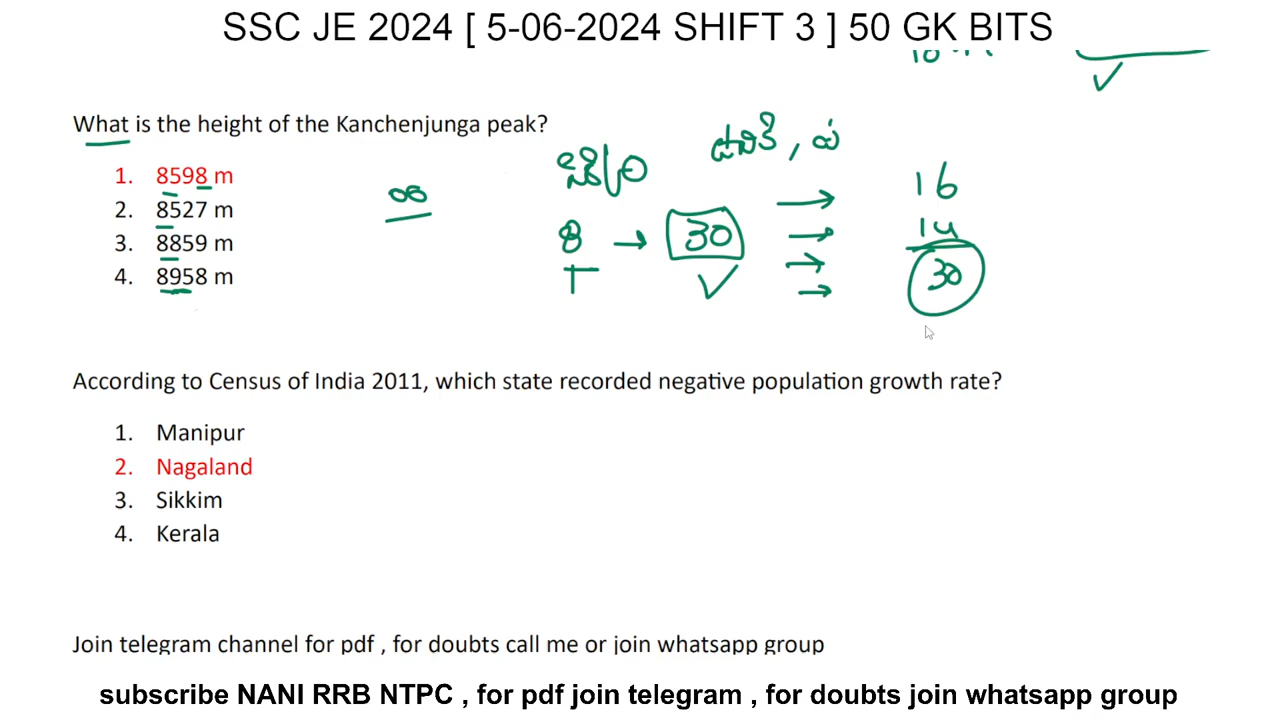 SSC JE 2024 [ 5-06-2024 SHIFT 3 ] 50 GK BITS
What is the height of the Kanchenjunga peak?
1. 8598 m
2. 8527 m
3. 8859 m
4. 8958 m
8 → 30
16
14
30
According to Census of India 2011, which state recorded negative population growth rate?
1. Manipur
2. Nagaland
3. Sikkim
4. Kerala
Join telegram channel for pdf , for doubts call me or join whatsapp group
subscribe NANI RRB NTPC , for pdf join telegram , for doubts join whatsapp group